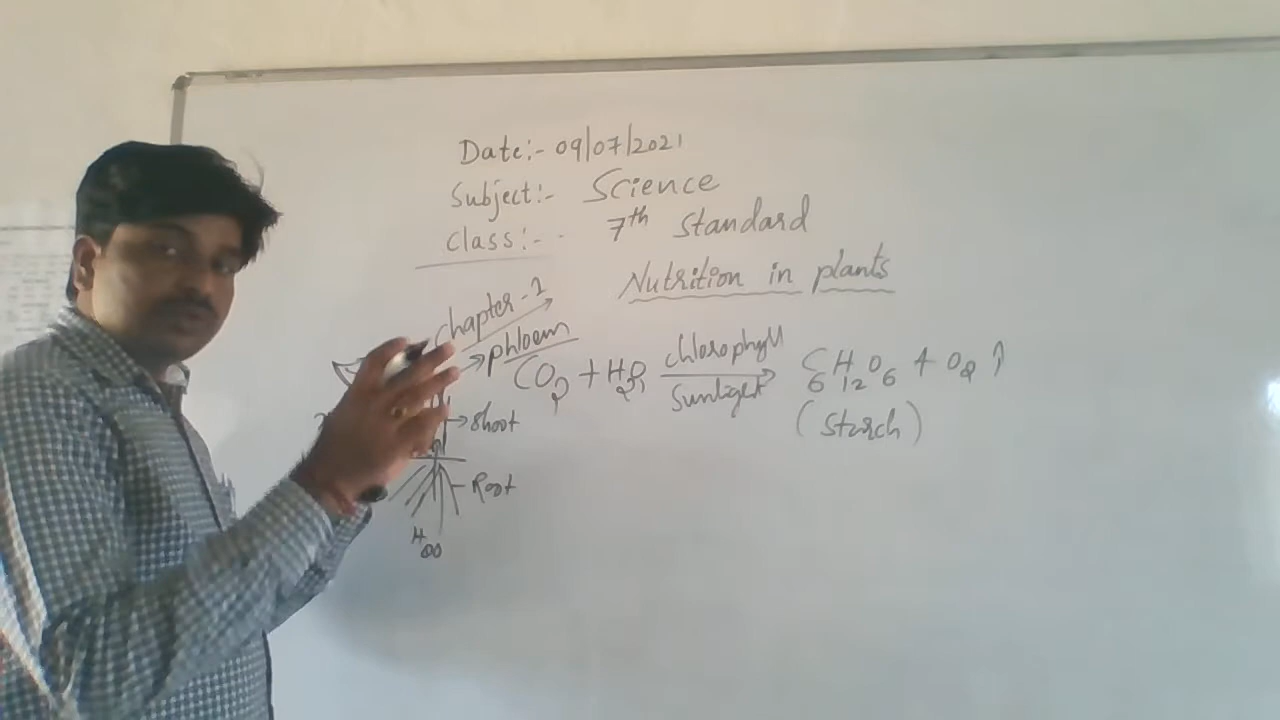 Date:- 09/07/2021
Subject:- Science
Class:- 7th Standard
Chapter-1 Nutrition in plants
phloem
CO2 + H2O chlorophyll Sunlight C6H12O6 + O2 ↑
(Starch)
Shoot
Root
H2O